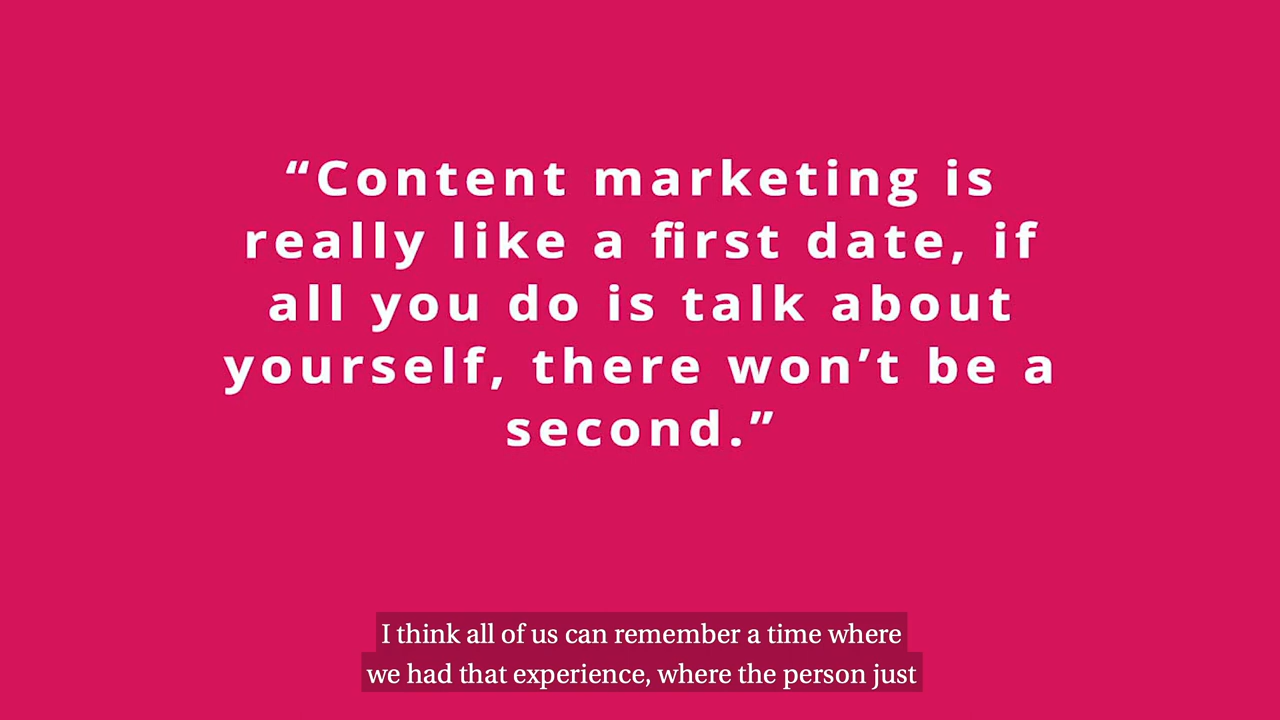 “Content marketing is
really like a first date, if
all you do is talk about
yourself, there won’t be a
second.”
I think all of us can remember a time where
we had that experience, where the person just